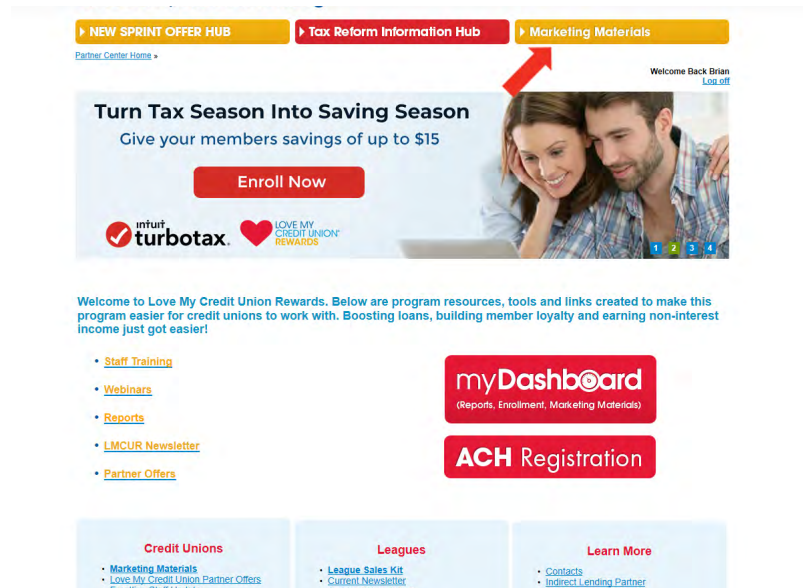 NEW SPRINT OFFER HUB
Tax Reform Information Hub
Marketing Materials
Partner Center Home »
Welcome Back Brian
Log off
Turn Tax Season Into Saving Season
Give your members savings of up to $15
Enroll Now
intuit
turbotax.
LOVE MY
CREDIT UNION®
REWARDS
1 2 3 4
Welcome to Love My Credit Union Rewards. Below are program resources, tools and links created to make this
program easier for credit unions to work with. Boosting loans, building member loyalty and earning non-interest
income just got easier!
• Staff Training
• Webinars
• Reports
• LMCUR Newsletter
• Partner Offers
myDashboard
(Reports, Enrollment, Marketing Materials)
ACH Registration
Credit Unions
• Marketing Materials
• Love My Credit Union Partner Offers
Leagues
• League Sales Kit
• Current Newsletter
Learn More
• Contacts
• Indirect Lending Partner